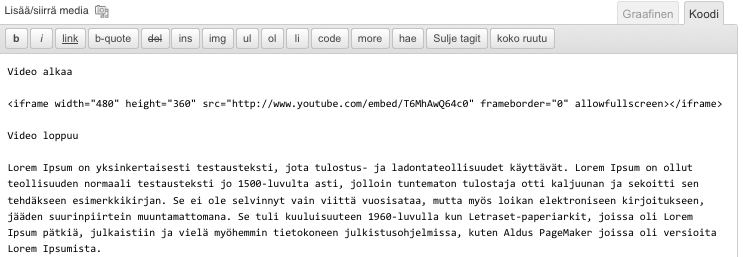 Lisää/siirrä media
Graafinen
Koodi
b i link b-quote del ins img ul ol li code more hae Sulje tagit koko ruutu
Video alkaa
<iframe width="480" height="360" src="http://www.youtube.com/embed/T6MhAwQ64c0" frameborder="0" allowfullscreen></iframe>
Video loppuu
Lorem Ipsum on yksinkertaisesti testausteksti, jota tulostus- ja ladontateollisuudet käyttävät. Lorem Ipsum on ollut
teollisuuden normaali testausteksti jo 1500-luvulta asti, jolloin tuntematon tulostaja otti kaljuunan ja sekoitti sen
tehdäkseen esimerkkikirjan. Se ei ole selvinnyt vain viittä vuosisataa, mutta myös loikan elektroniseen kirjoitukseen,
jääden suurinpiirtein muuntamattomana. Se tuli kuuluisuuteen 1960-luvulla kun Letraset-paperiarkit, joissa oli Lorem
Ipsum pätkiä, julkaistiin ja vielä myöhemmin tietokoneen julkistusohjelmissa, kuten Aldus PageMaker joissa oli versioita
Lorem Ipsumista.